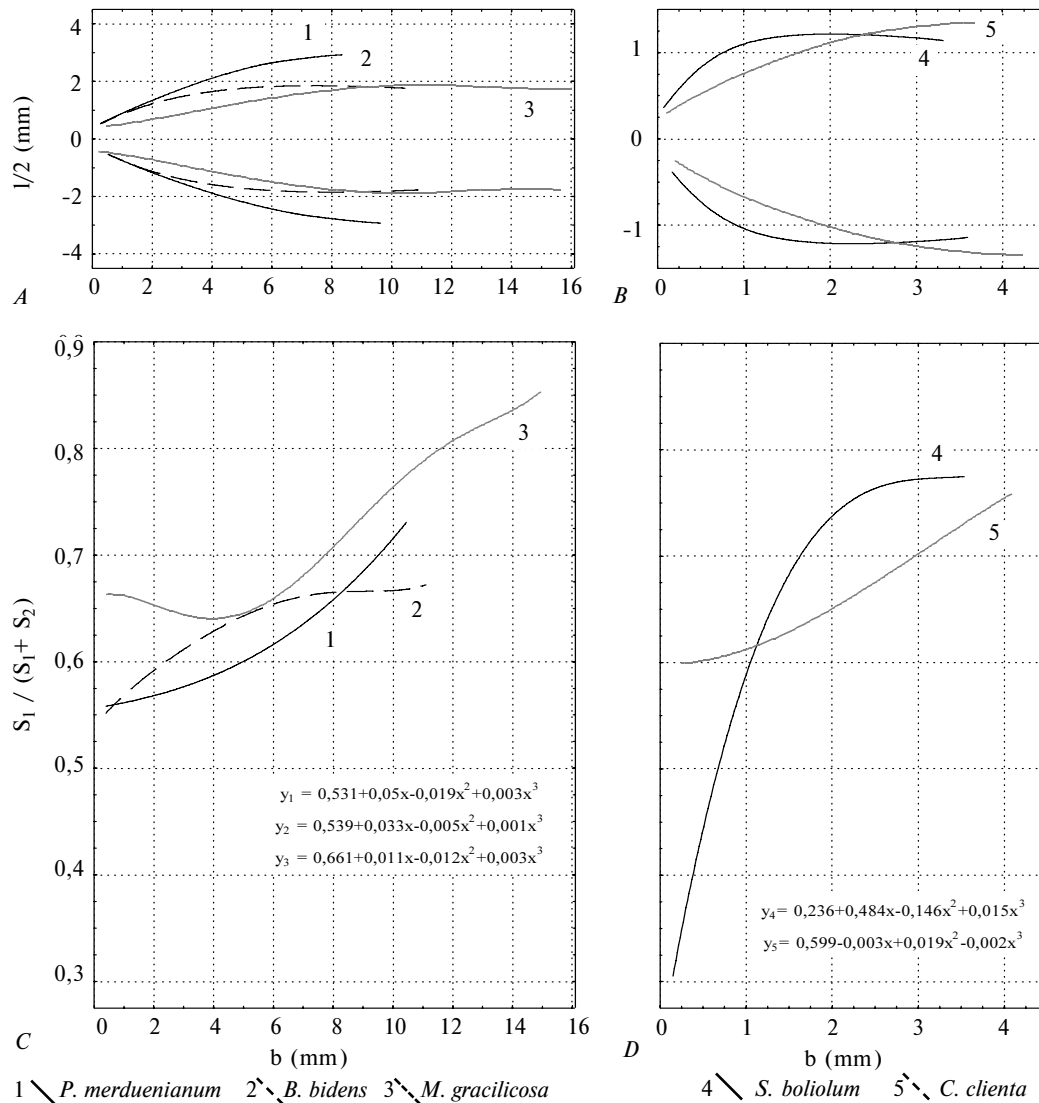 4
2
0
-2
-4
1/2 (mm)
1
2
3
0 2 4 6 8 10 12 14 16
A
1
0
-1
5
4
0 1 2 3 4
B
0,9
0,8
0,7
0,6
0,5
0,4
0,3
S1 / (S1+ S2)
3
2
1
y1 = 0,531+0,05x-0,019x²+0,003x³
y2 = 0,539+0,033x-0,005x²+0,001x³
y3 = 0,661+0,011x-0,012x²+0,003x³
0 2 4 6 8 10 12 14 16
C
b (mm)
4
5
y4 = 0,236+0,484x-0,146x²+0,015x³
y5 = 0,599-0,003x+0,019x²-0,002x³
0 1 2 3 4
D
b (mm)
1 P. merduenianum 2 B. bidens 3 M. gracilicosa
4 S. boliolum 5 C. clienta